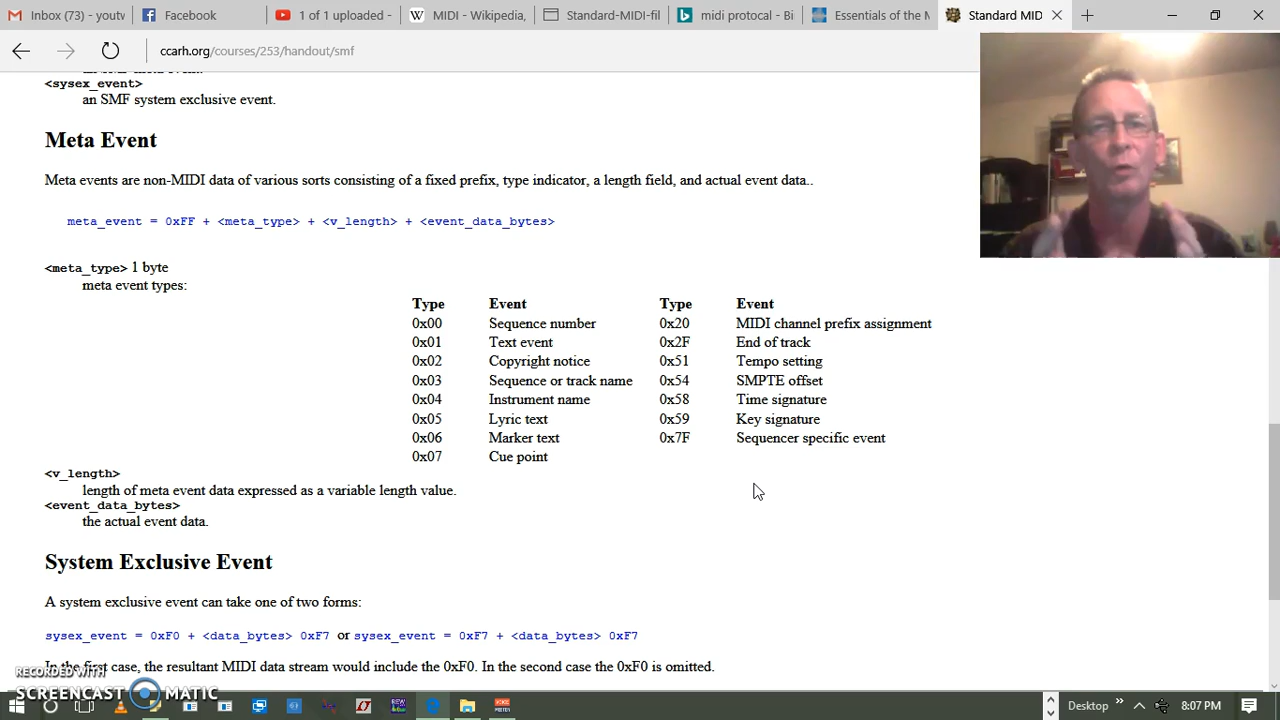 Inbox (73) - yout
Facebook
1 of 1 uploaded -
W MIDI - Wikipedia,
Standard-MIDI-fil
midi protocal - Bi
Essentials of the M
Standard MID
ccarh.org/courses/253/handout/smf
<sysex_event>
an SMF system exclusive event.
Meta Event
Meta events are non-MIDI data of various sorts consisting of a fixed prefix, type indicator, a length field, and actual event data..
meta_event = 0xFF + <meta_type> + <v_length> + <event_data_bytes>
<meta_type> 1 byte
meta event types:
Type Event Type Event
0x00 Sequence number 0x20 MIDI channel prefix assignment
0x01 Text event 0x2F End of track
0x02 Copyright notice 0x51 Tempo setting
0x03 Sequence or track name 0x54 SMPTE offset
0x04 Instrument name 0x58 Time signature
0x05 Lyric text 0x59 Key signature
0x06 Marker text 0x7F Sequencer specific event
0x07 Cue point
<v_length>
length of meta event data expressed as a variable length value.
<event_data_bytes>
the actual event data.
System Exclusive Event
A system exclusive event can take one of two forms:
sysex_event = 0xF0 + <data_bytes> 0xF7 or sysex_event = 0xF7 + <data_bytes> 0xF7
In the first case, the resultant MIDI data stream would include the 0xF0. In the second case the 0xF0 is omitted.
RECORDED WITH
SCREENCAST MATIC
Desktop
8:07 PM